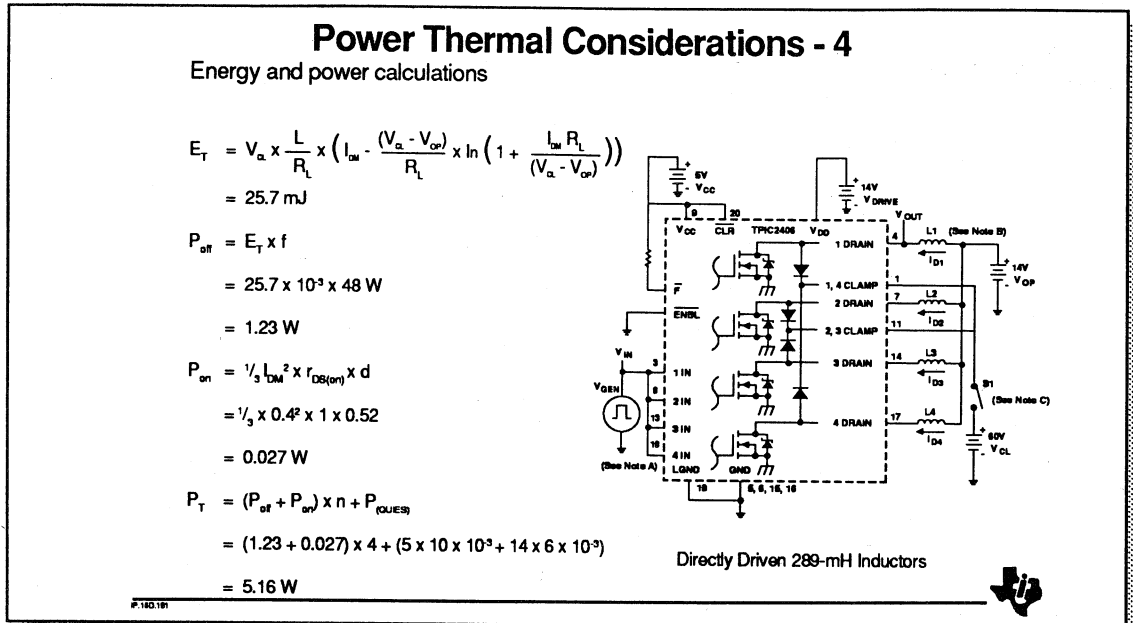 Power Thermal Considerations - 4
Energy and power calculations
E_T = V_CL x L/R_L x ( I_DM - (V_CL - V_OP)/R_L x ln ( 1 + I_DM R_L/(V_CL - V_OP) ) )
= 25.7 mJ
P_off = E_T x f
= 25.7 x 10⁻³ x 48 W
= 1.23 W
P_on = ¹/₃ I_DM² x r_DS(on) x d
= ¹/₃ x 0.4² x 1 x 0.52
= 0.027 W
P_T = (P_off + P_on) x n + P_(QUIES)
= (1.23 + 0.027) x 4 + (5 x 10 x 10⁻³ + 14 x 6 x 10⁻³)
= 5.16 W
+ 5V
- V_CC
+ 14V
- V_DRIVE
9 20
V_CC CLR TPIC2406 V_DD
V_OUT
1 DRAIN 4 L1 (See Note B)
I_D1
+ 14V
- V_OP
F
1, 4 CLAMP 1
2 DRAIN 7 L2
I_D2
ENBL
2, 3 CLAMP 11
V_IN
3 DRAIN 14 L3
I_D3
3 1 IN
V_GEN
S1
(See Note C)
2 IN
13 3 IN
4 DRAIN 17 L4
I_D4
+ 60V
- V_CL
4 IN
(See Note A)
LGND GND
19 5, 6, 15, 16
Directly Driven 289-mH Inductors
IP.18D.191